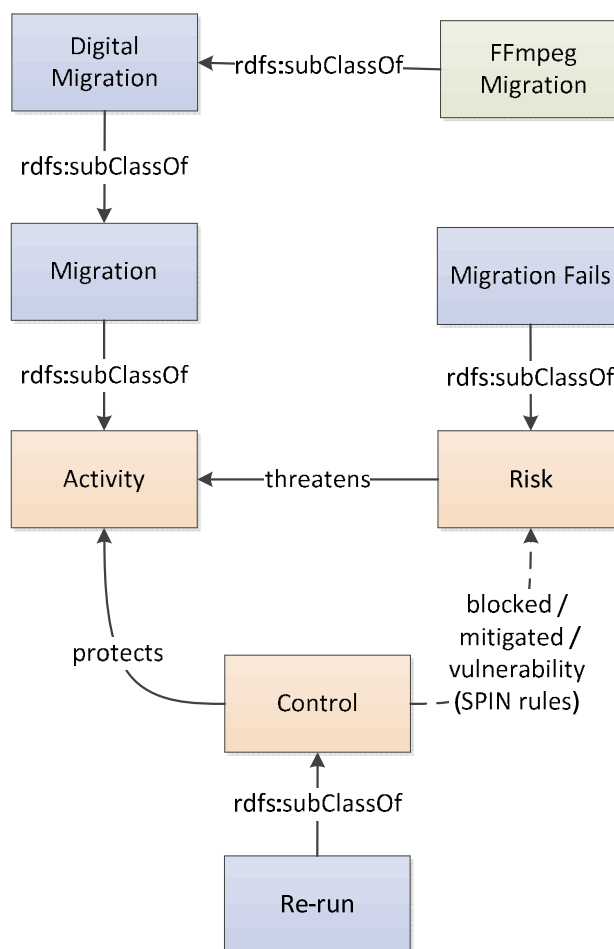 Digital
Migration
rdfs:subClassOf
FFmpeg
Migration
rdfs:subClassOf
Migration
Migration Fails
rdfs:subClassOf
rdfs:subClassOf
Activity
threatens
Risk
blocked /
mitigated /
vulnerability
(SPIN rules)
protects
Control
rdfs:subClassOf
Re-run